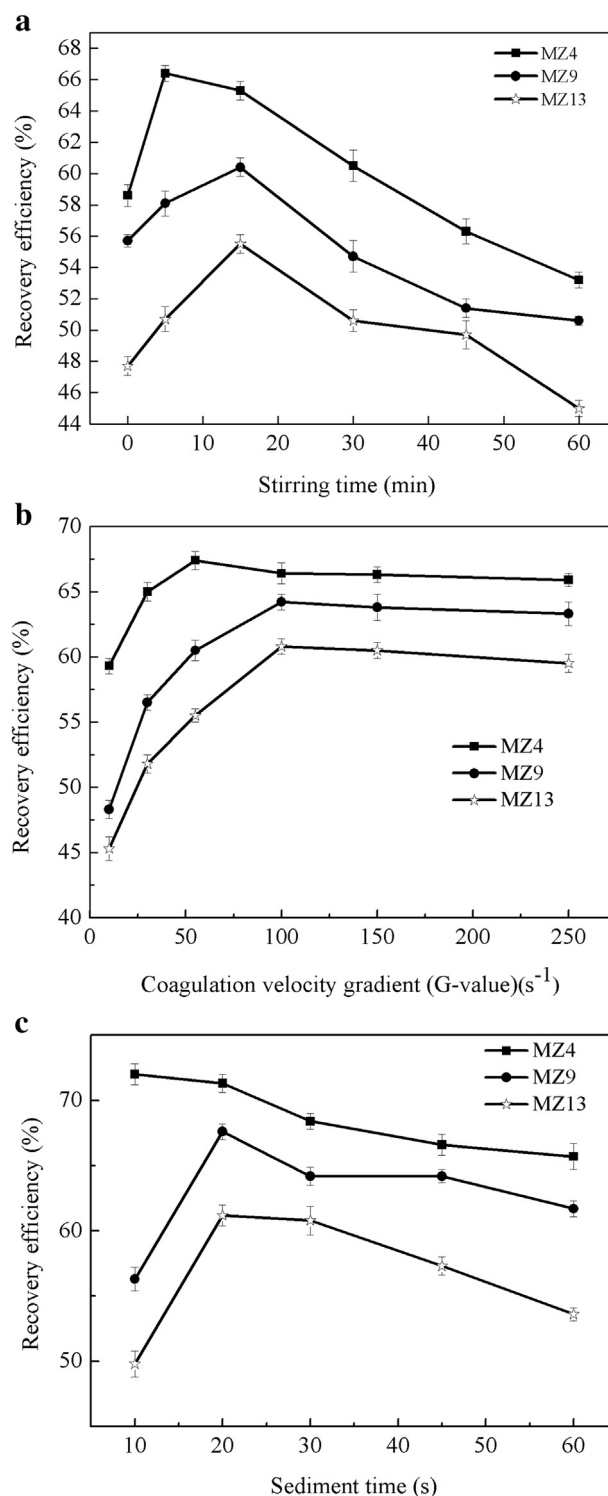 a
68
66
64
62
60
58
56
54
52
50
48
46
44
Recovery efficiency (%)
MZ4
MZ9
MZ13
0 10 20 30 40 50 60
Stirring time (min)
b
70
65
60
55
50
45
40
Recovery efficiency (%)
MZ4
MZ9
MZ13
0 50 100 150 200 250
Coagulation velocity gradient (G-value)(s⁻¹)
c
70
60
50
Recovery efficiency (%)
MZ4
MZ9
MZ13
10 20 30 40 50 60
Sediment time (s)